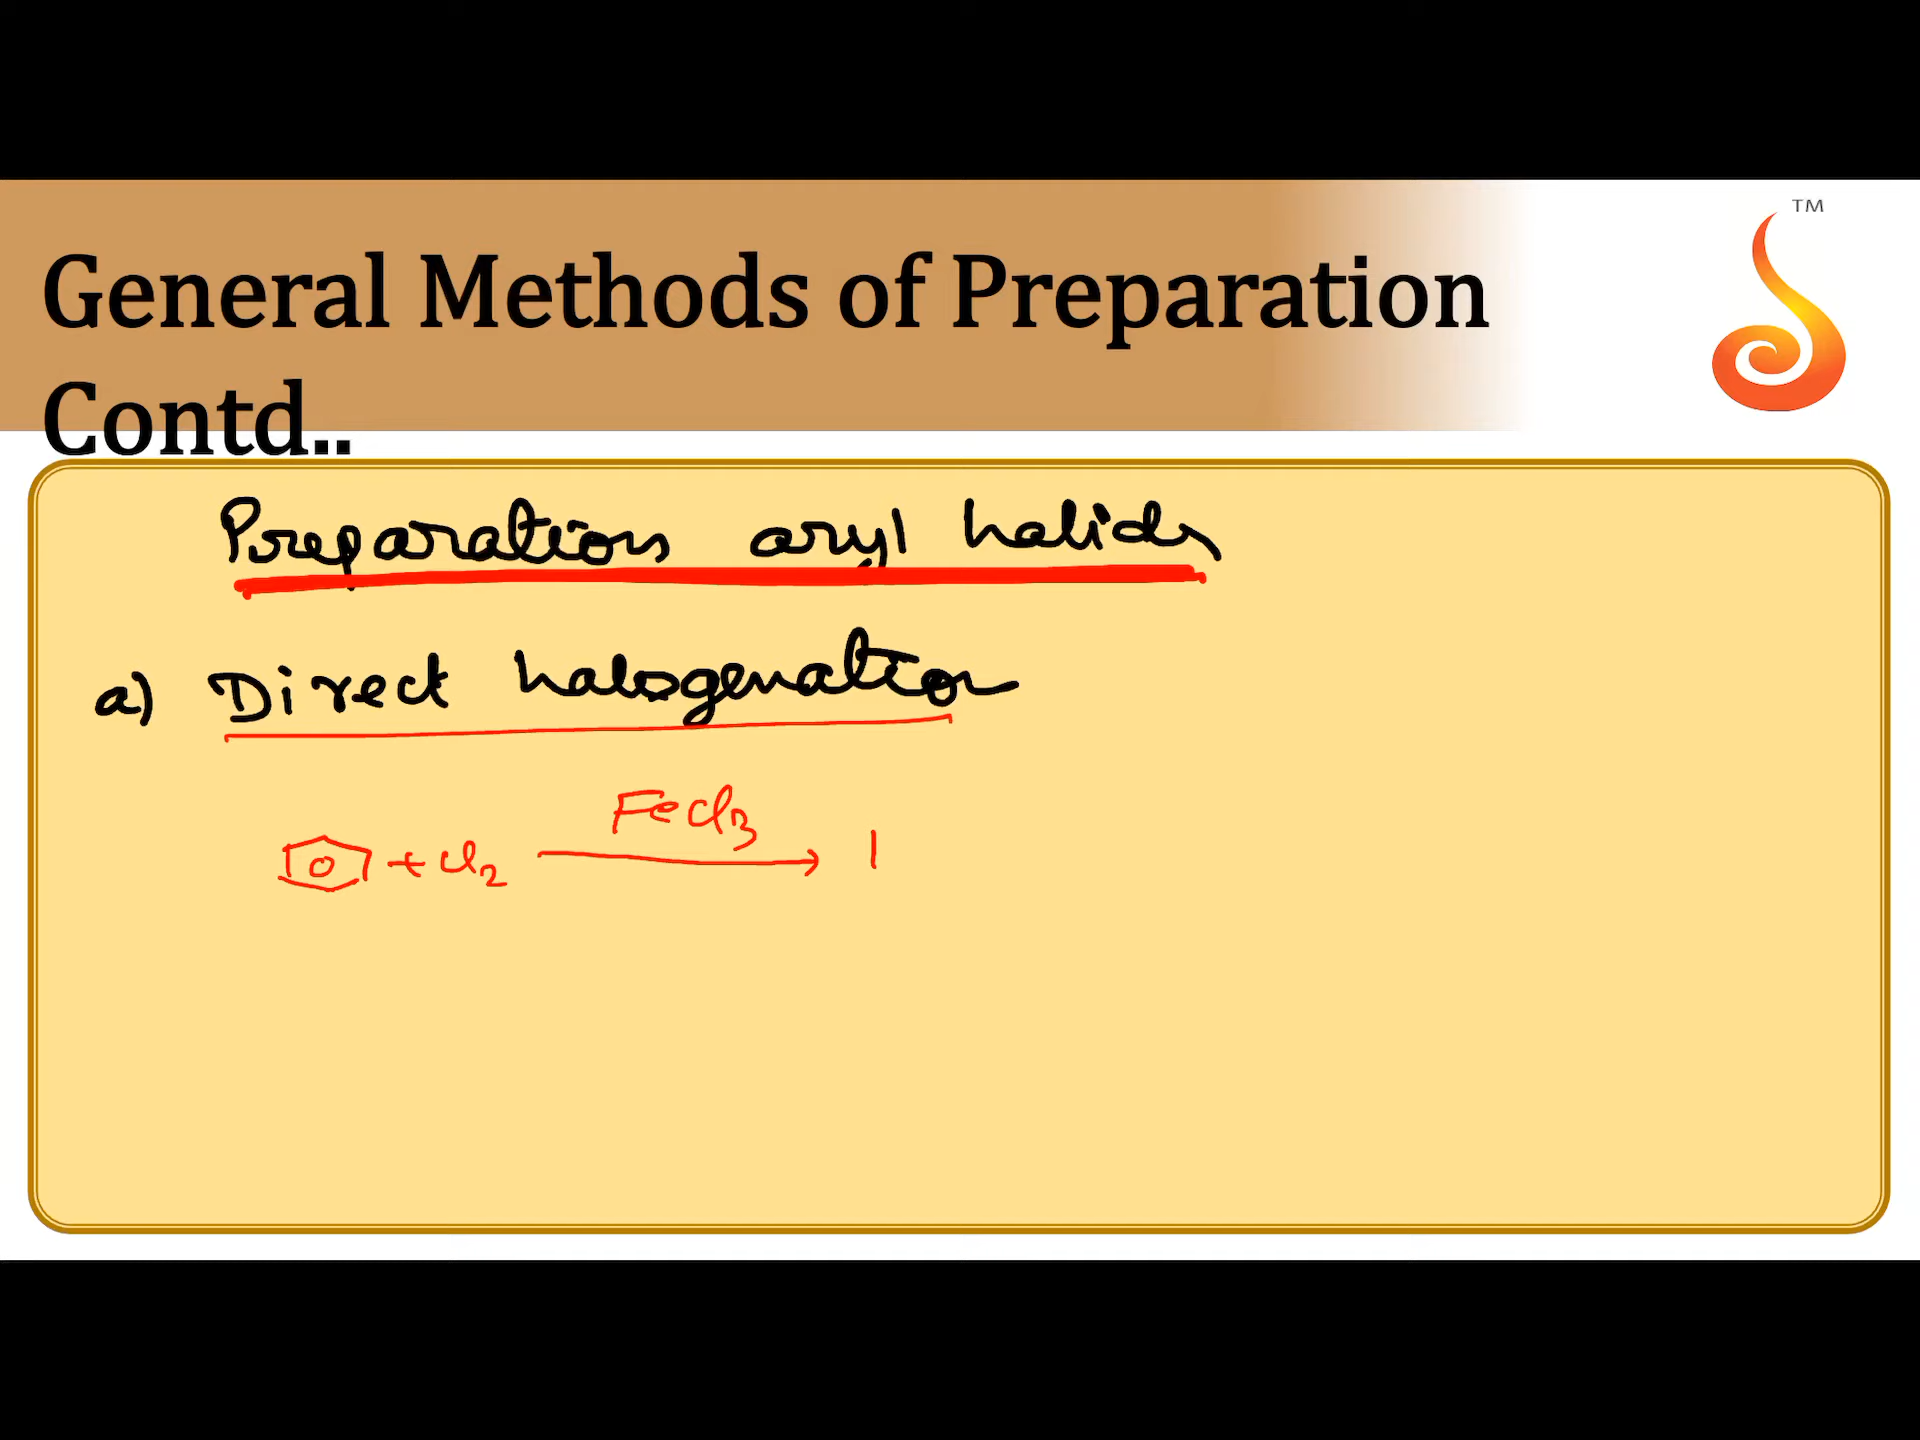 TM
General Methods of Preparation
Contd..
Preparation aryl halides
a) Direct halogenation
FeCl3
+ Cl2